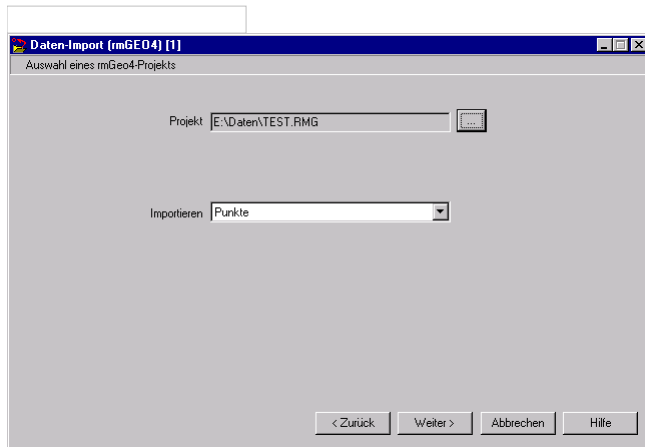 Daten-Import (rmGEO4) [1]
Auswahl eines rmGeo4-Projekts
Projekt E:\Daten\TEST.RMG ...
Importieren Punkte
< Zurück Weiter > Abbrechen Hilfe